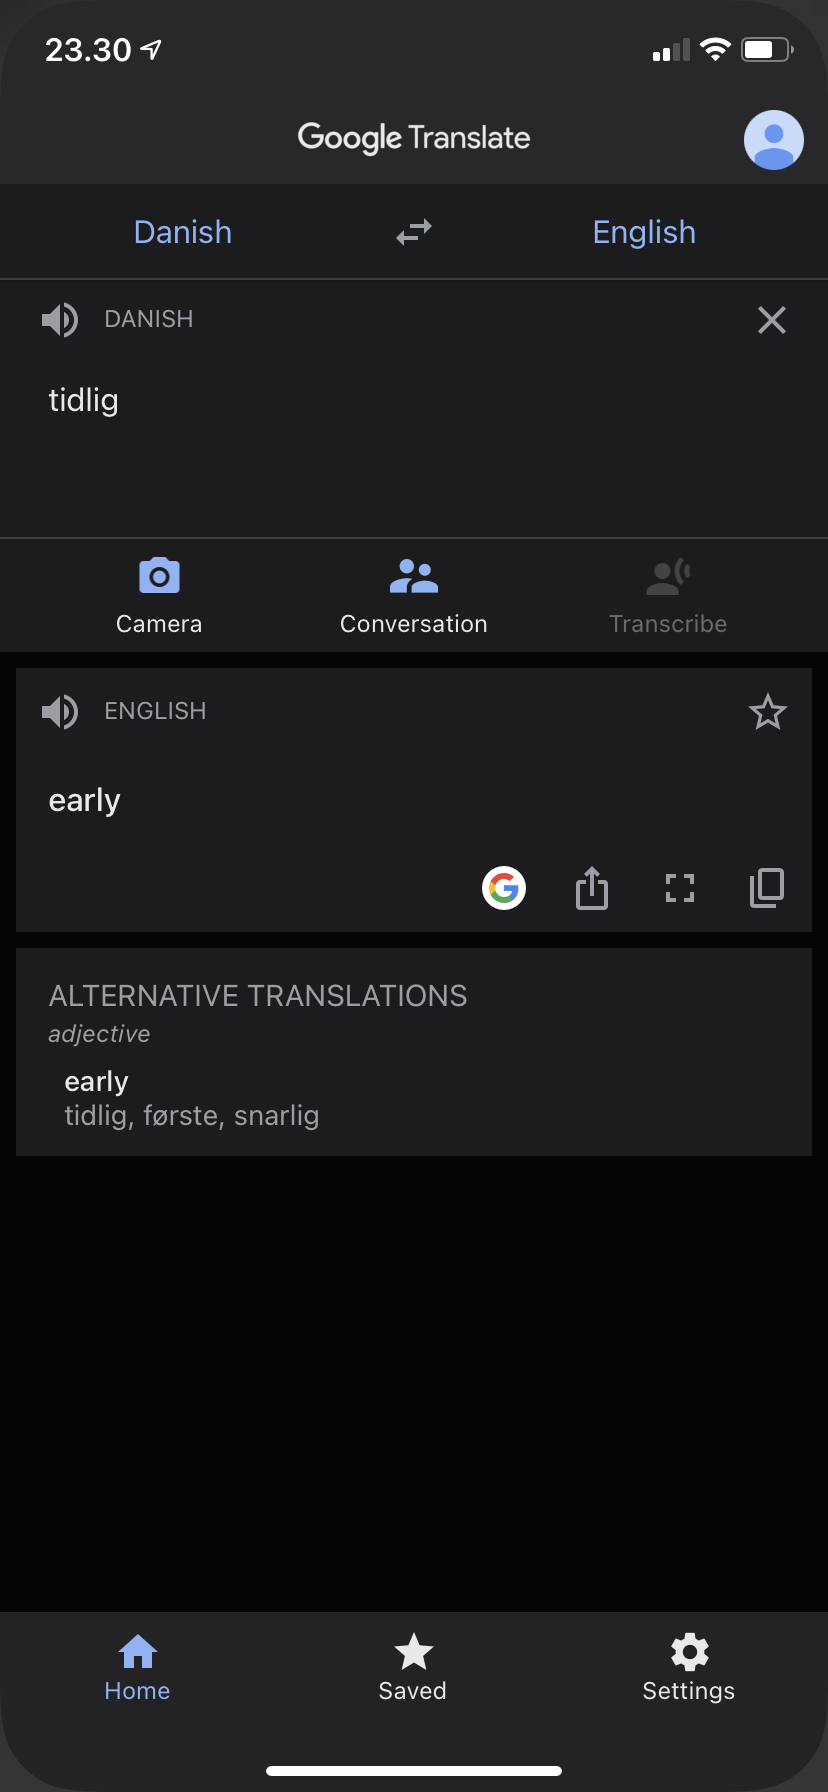 23.30
Google Translate
Danish English
DANISH
tidlig
Camera Conversation Transcribe
ENGLISH
early
ALTERNATIVE TRANSLATIONS
adjective
early
tidlig, første, snarlig
Home Saved Settings